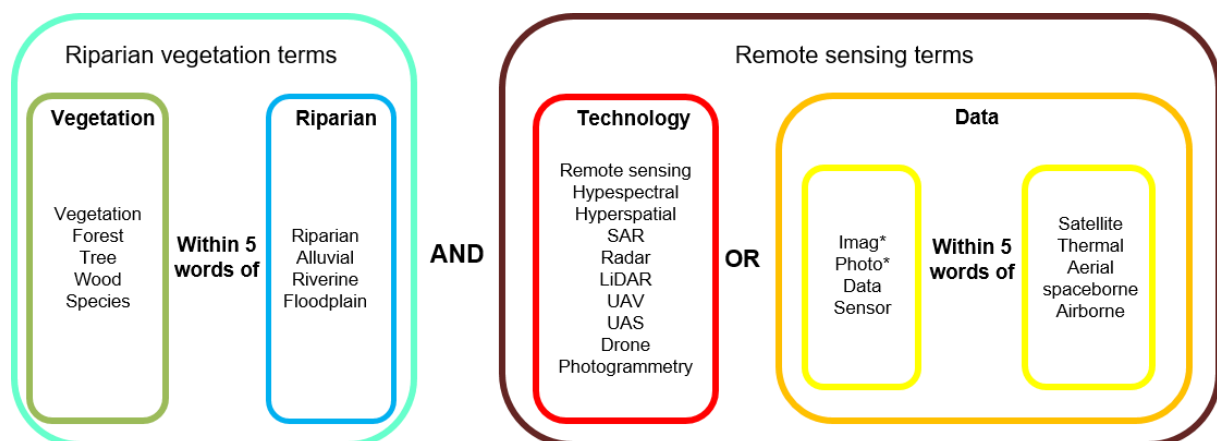 Riparian vegetation terms
Vegetation
Vegetation
Forest
Tree
Wood
Species
Within 5
words of
Riparian
Riparian
Alluvial
Riverine
Floodplain
AND
Remote sensing terms
Technology
Remote sensing
Hypespectral
Hyperspatial
SAR
Radar
LiDAR
UAV
UAS
Drone
Photogrammetry
OR
Data
Imag*
Photo*
Data
Sensor
Within 5
words of
Satellite
Thermal
Aerial
spaceborne
Airborne